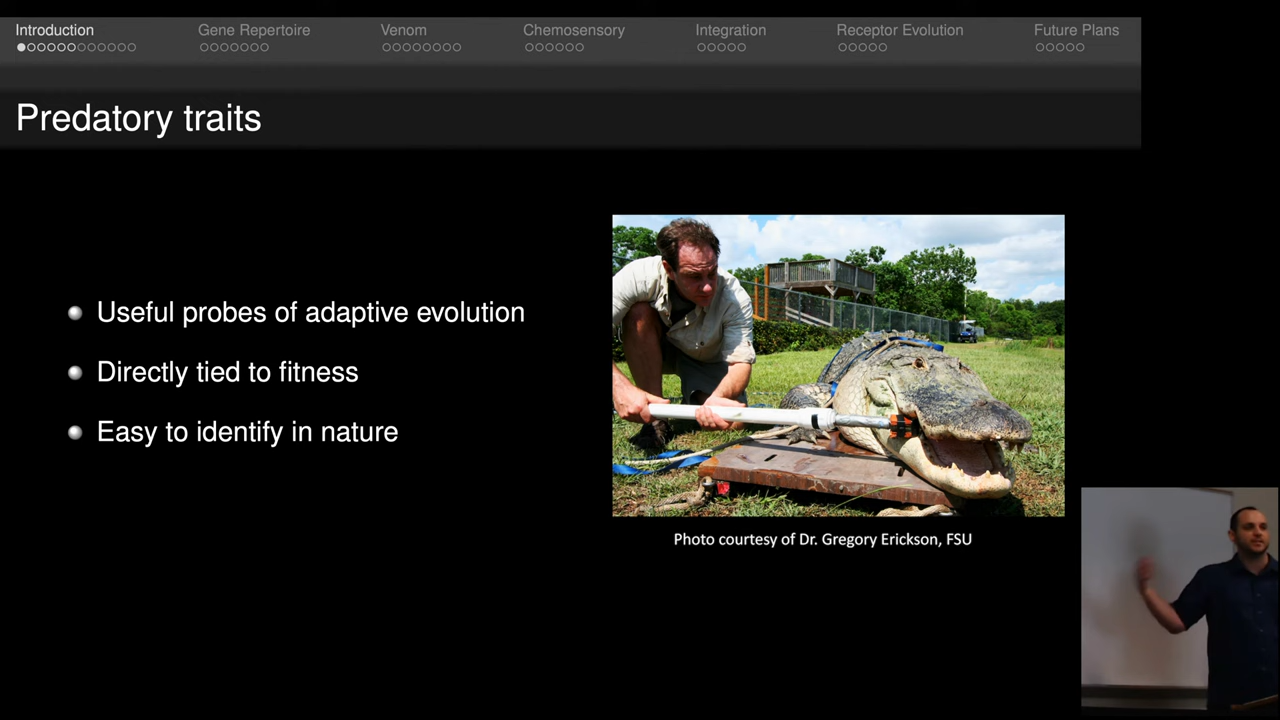 Introduction
Gene Repertoire
Venom
Chemosensory
Integration
Receptor Evolution
Future Plans
Predatory traits
Useful probes of adaptive evolution
Directly tied to fitness
Easy to identify in nature
Photo courtesy of Dr. Gregory Erickson, FSU